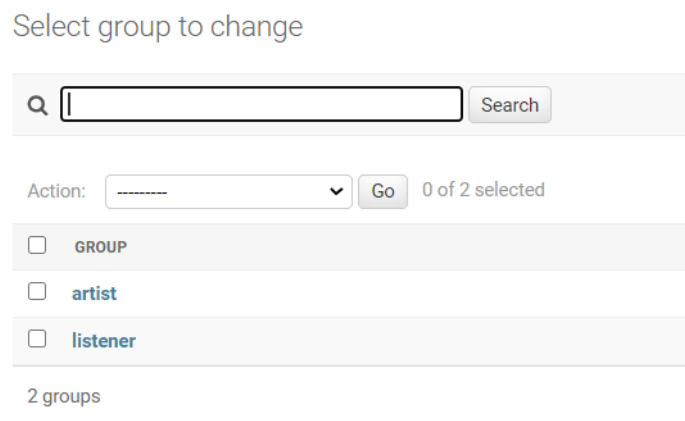 Select group to change
Search
Action: --------- Go 0 of 2 selected
GROUP
artist
listener
2 groups